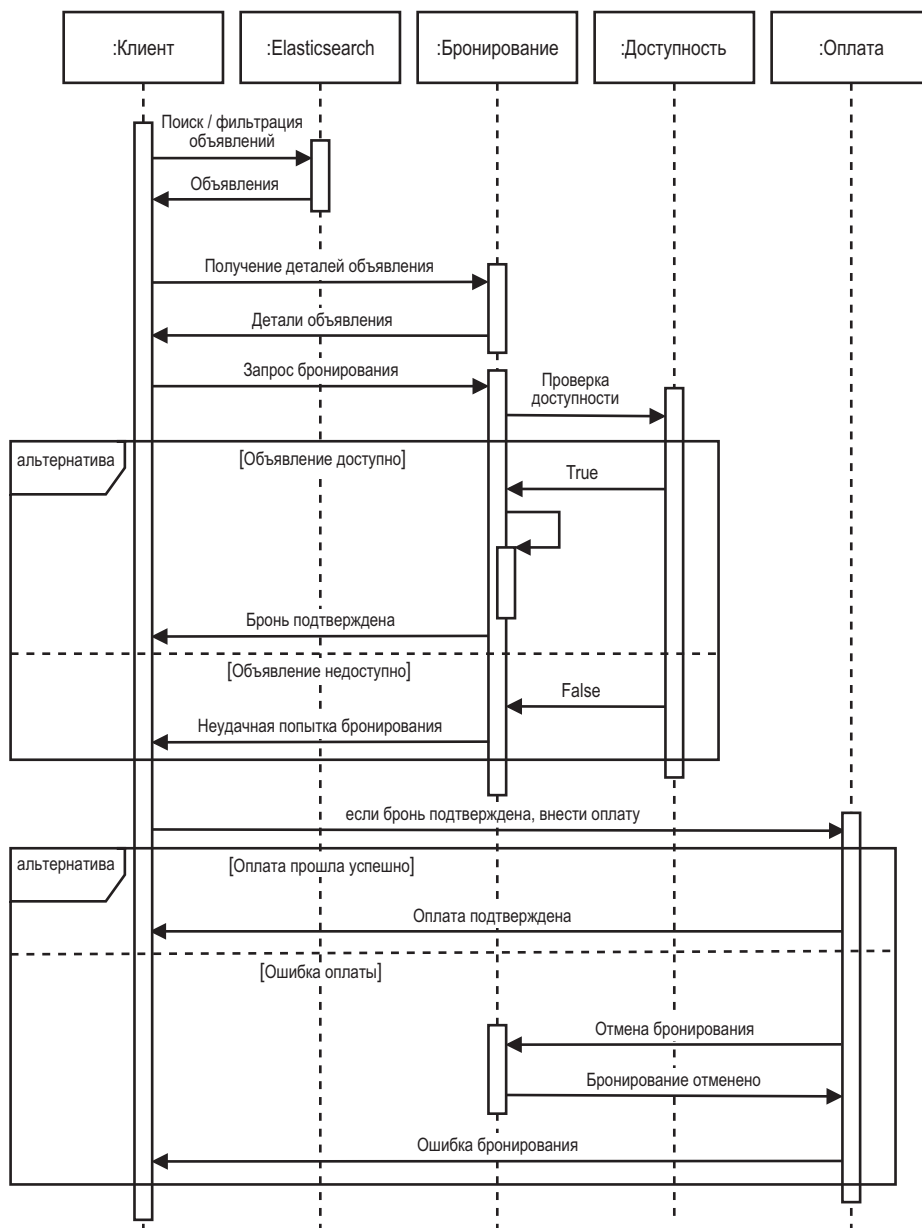 :Клиент
:Elasticsearch
:Бронирование
:Доступность
:Оплата
Поиск / фильтрация
объявлений
Объявления
Получение деталей объявления
Детали объявления
Запрос бронирования
Проверка
доступности
альтернатива
[Объявление доступно]
True
Бронь подтверждена
[Объявление недоступно]
False
Неудачная попытка бронирования
если бронь подтверждена, внести оплату
альтернатива
[Оплата прошла успешно]
Оплата подтверждена
[Ошибка оплаты]
Отмена бронирования
Бронирование отменено
Ошибка бронирования